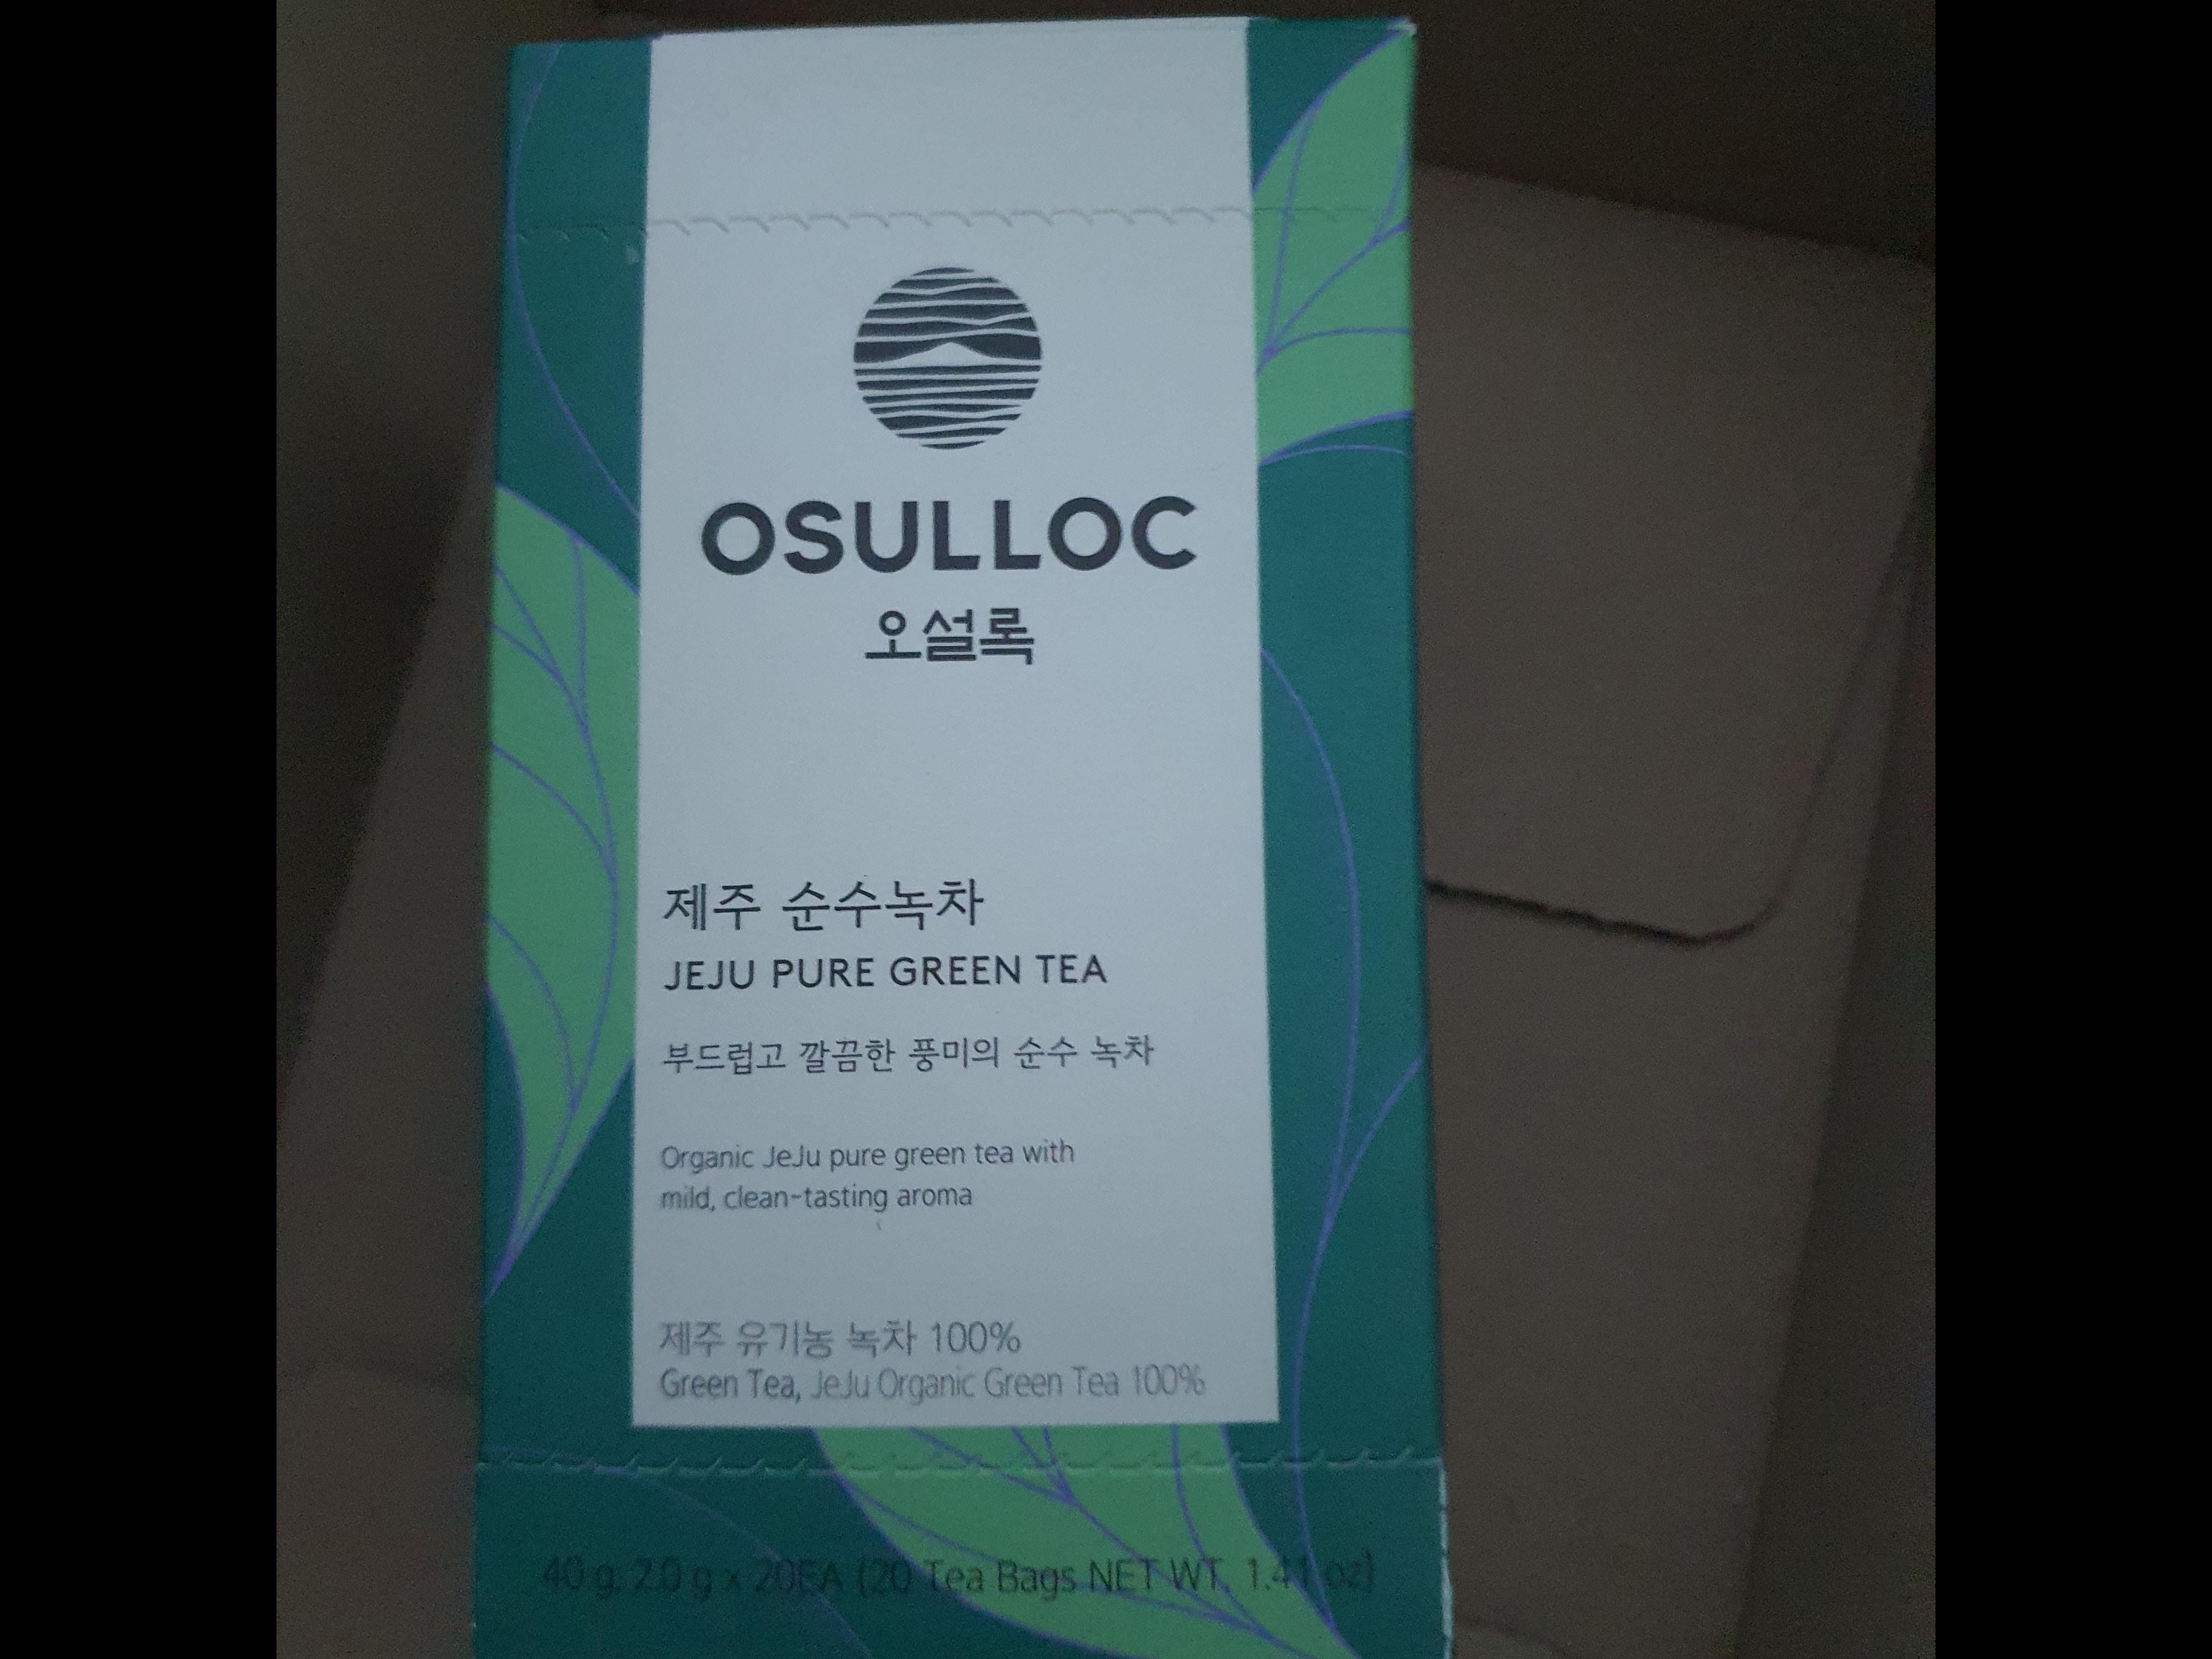 OSULLOC
오설록
제주 순수녹차
JEJU PURE GREEN TEA
부드럽고 깔끔한 풍미의 순수 녹차
Organic JeJu pure green tea with
mild, clean-tasting aroma
제주 유기농 녹차 100%
Green Tea, JeJu Organic Green Tea 100%
40 g. 2.0 g x 20EA (20 Tea Bags NET WT. 1.41 oz)